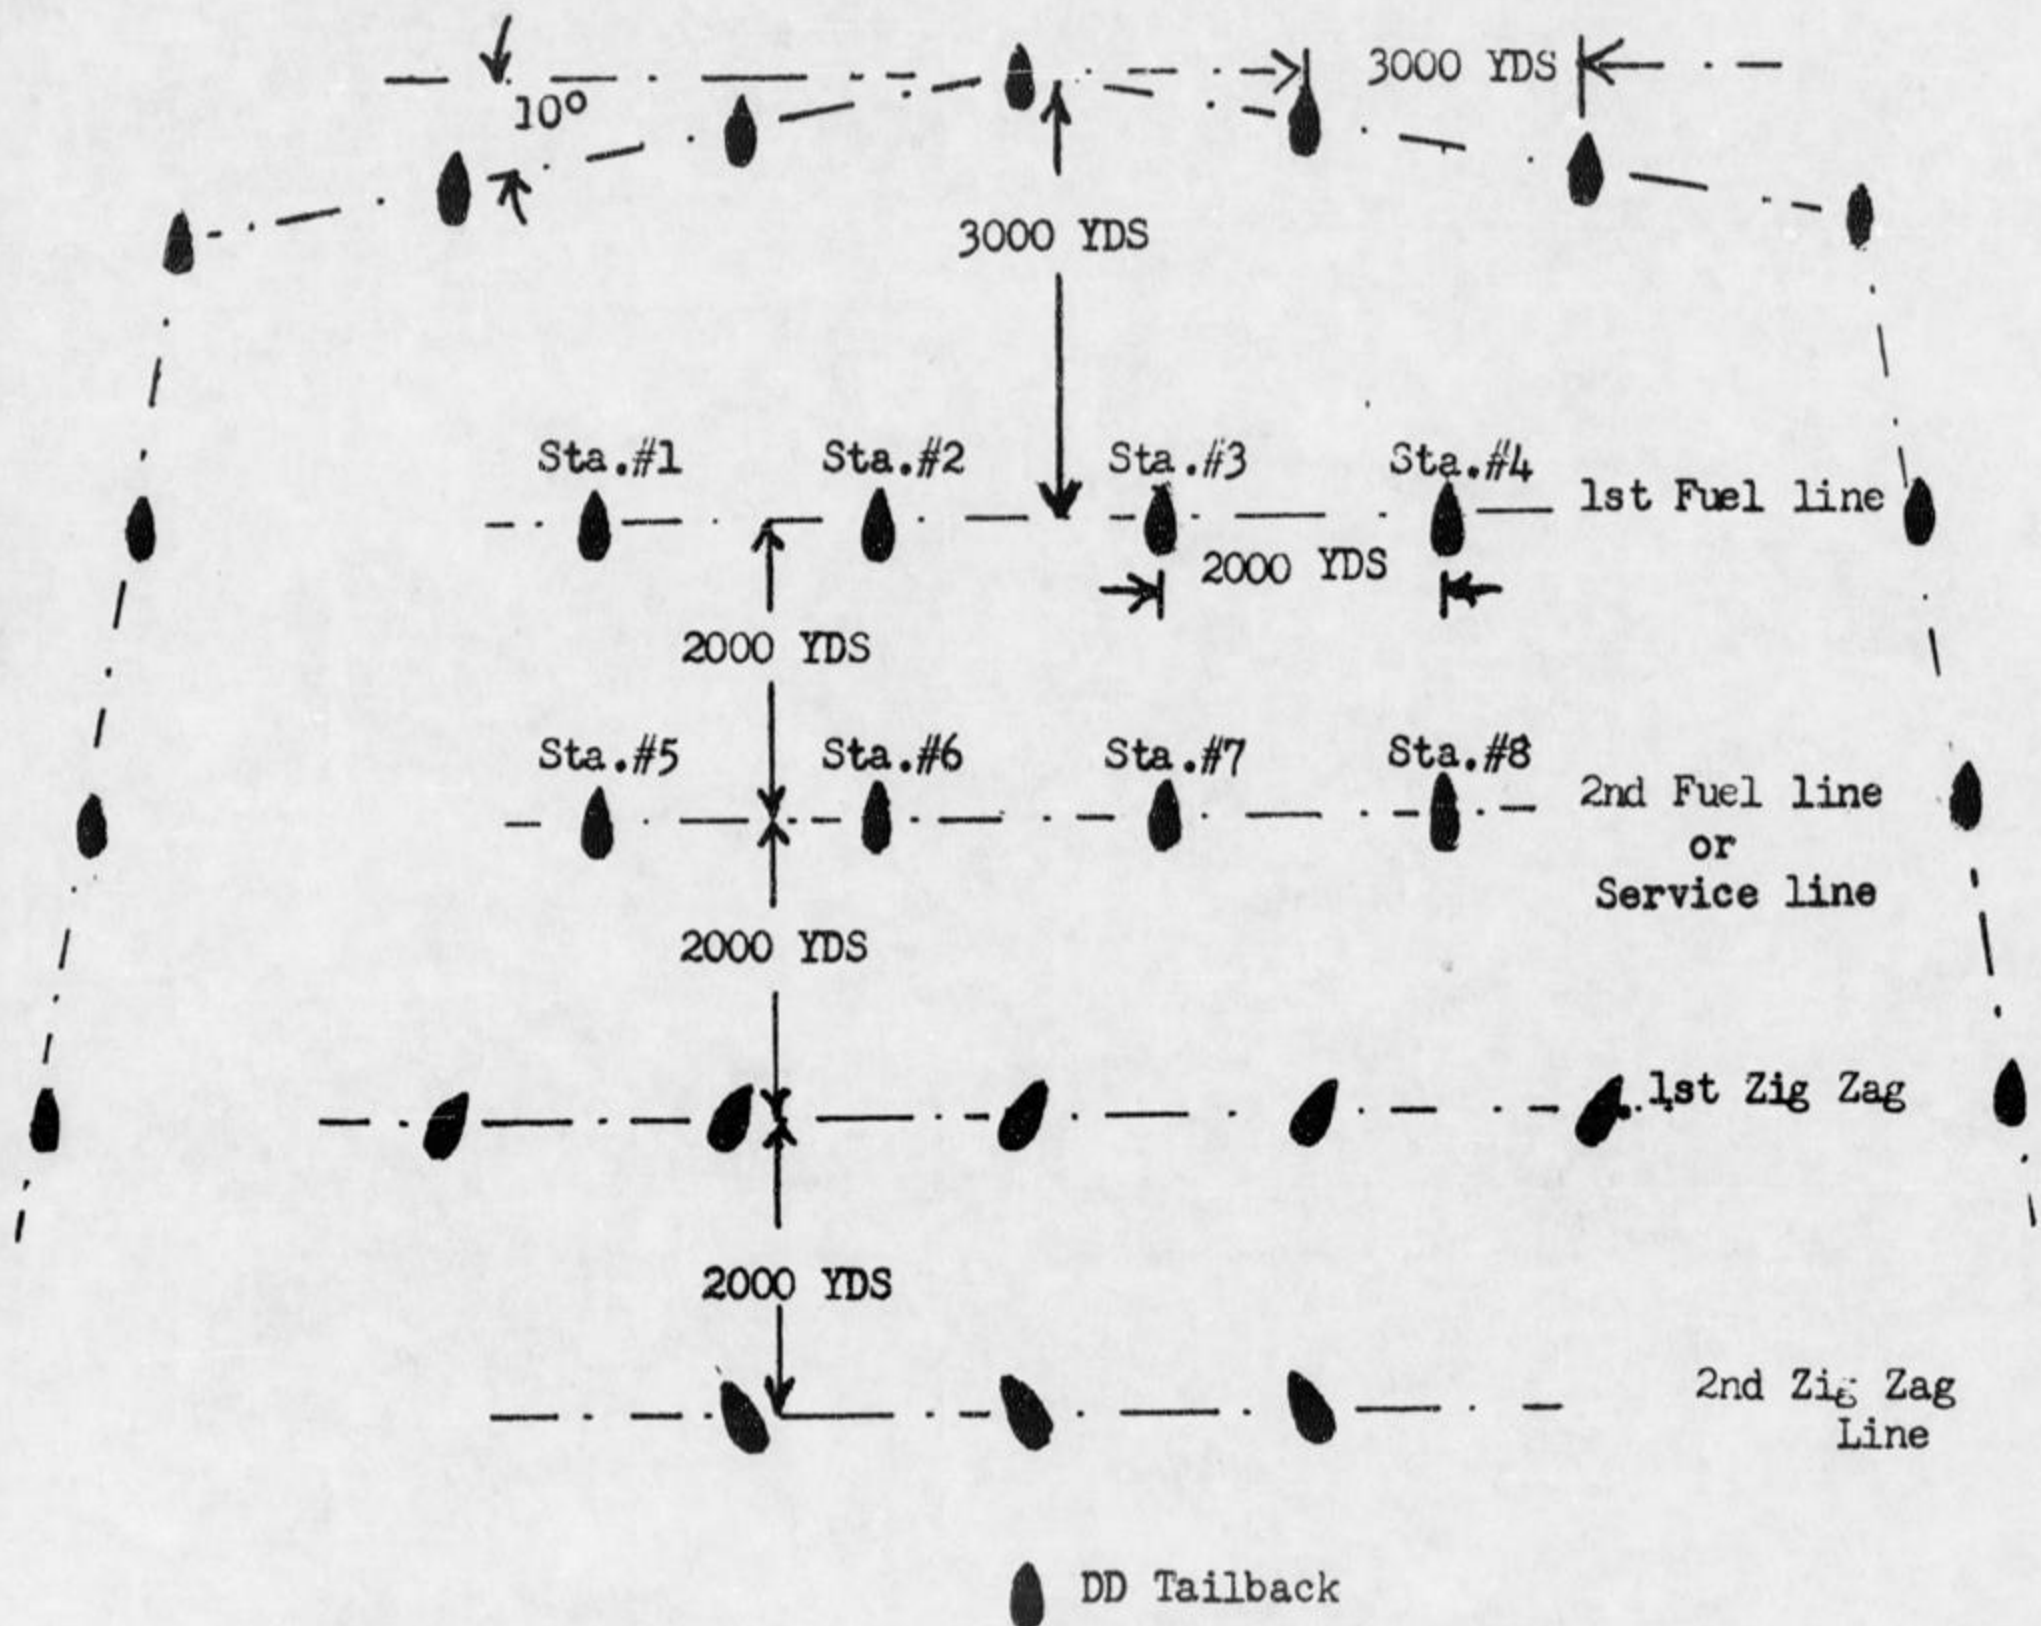 3000 YDS
10°
3000 YDS
Sta.#1 Sta.#2 Sta.#3 Sta.#4
1st Fuel line
2000 YDS
2000 YDS
Sta.#5 Sta.#6 Sta.#7 Sta.#8
2nd Fuel line
or
Service line
2000 YDS
1st Zig Zag
2000 YDS
2nd Zig Zag
Line
DD Tailback